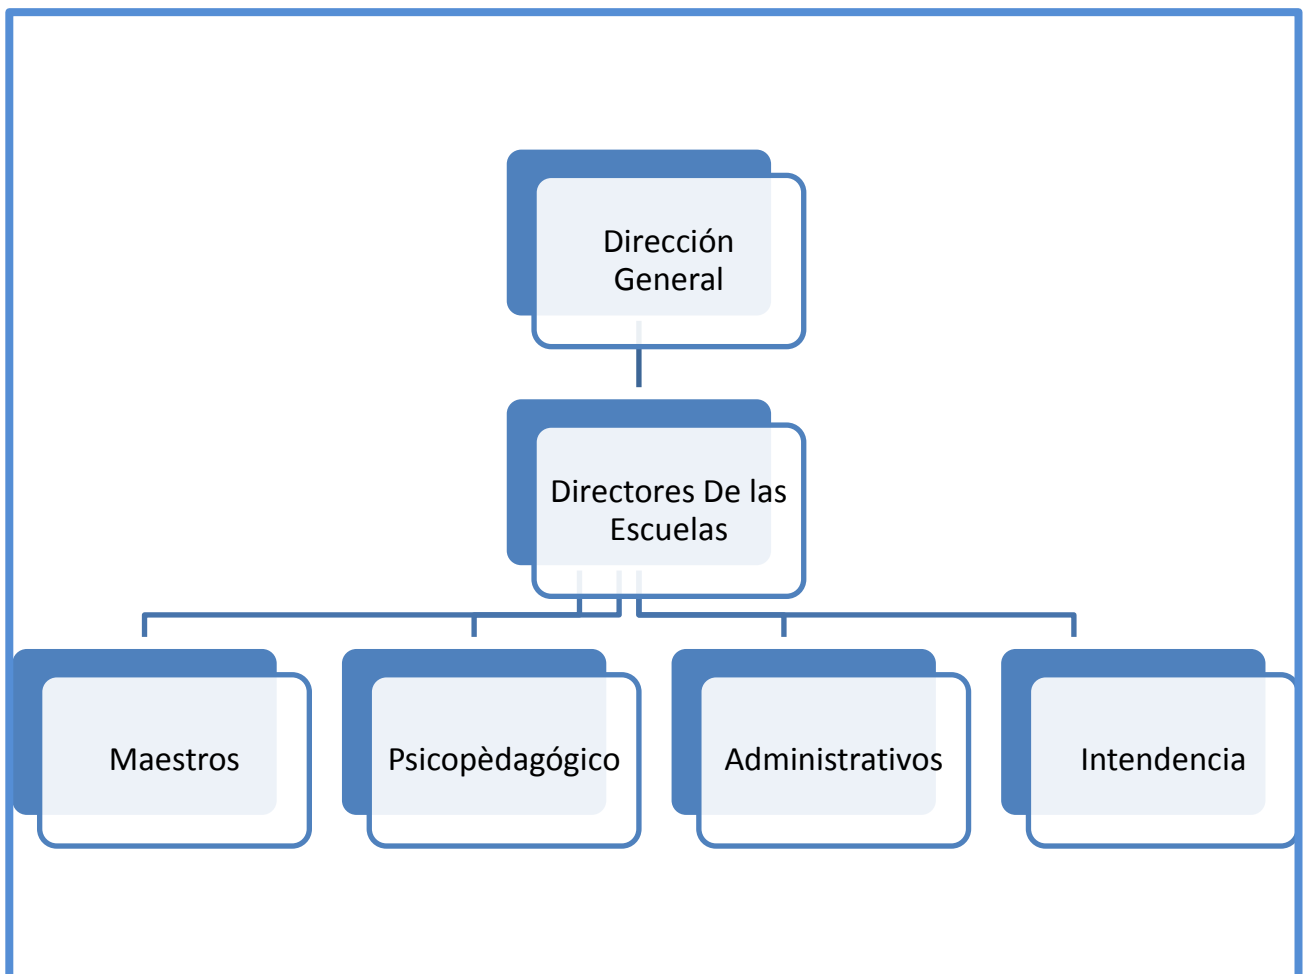 Dirección
General
Directores De las
Escuelas
Maestros
Psicopèdagógico
Administrativos
Intendencia